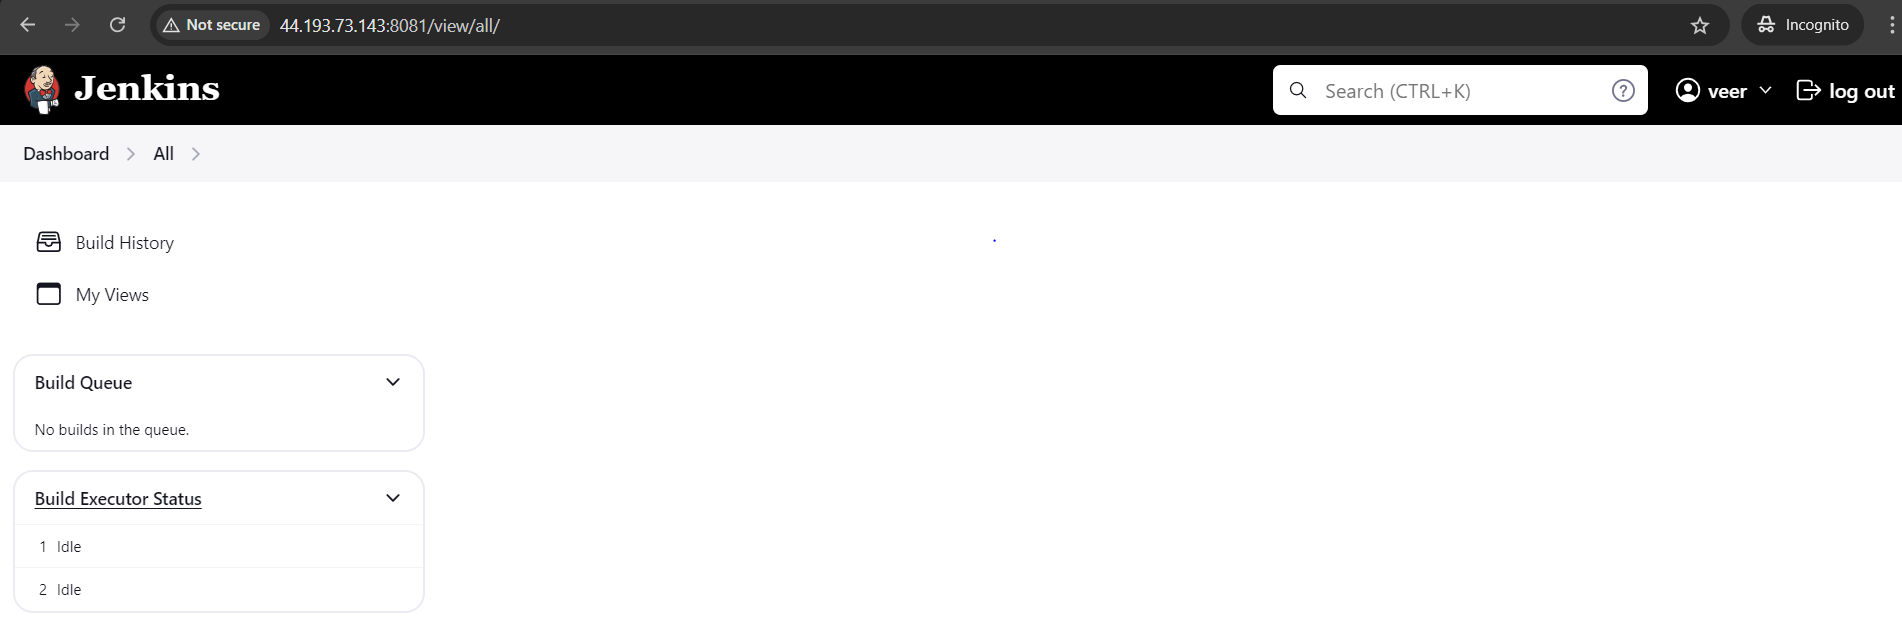 Not secure 44.193.73.143:8081/view/all/ Incognito
Jenkins Search (CTRL+K) ? veer log out
Dashboard All
Build History
My Views
Build Queue
No builds in the queue.
Build Executor Status
1 Idle
2 Idle